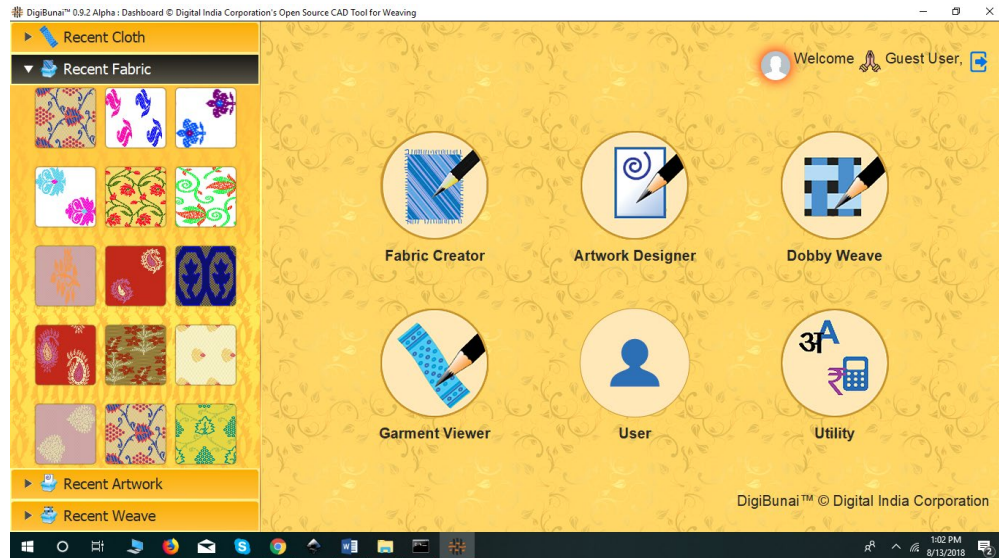 DigiBunai™ 0.9.2 Alpha : Dashboard © Digital India Corporation's Open Source CAD Tool for Weaving
Recent Cloth
Recent Fabric
Welcome Guest User,
Fabric Creator
Artwork Designer
Dobby Weave
अA
₹
Garment Viewer
User
Utility
Recent Artwork
Recent Weave
DigiBunai™ © Digital India Corporation
1:02 PM
8/13/2018